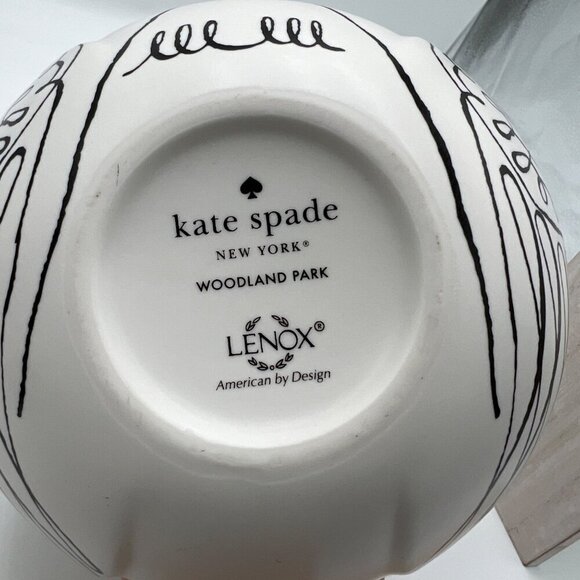 kate spade
NEW YORK®
WOODLAND PARK
LENOX®
American by Design